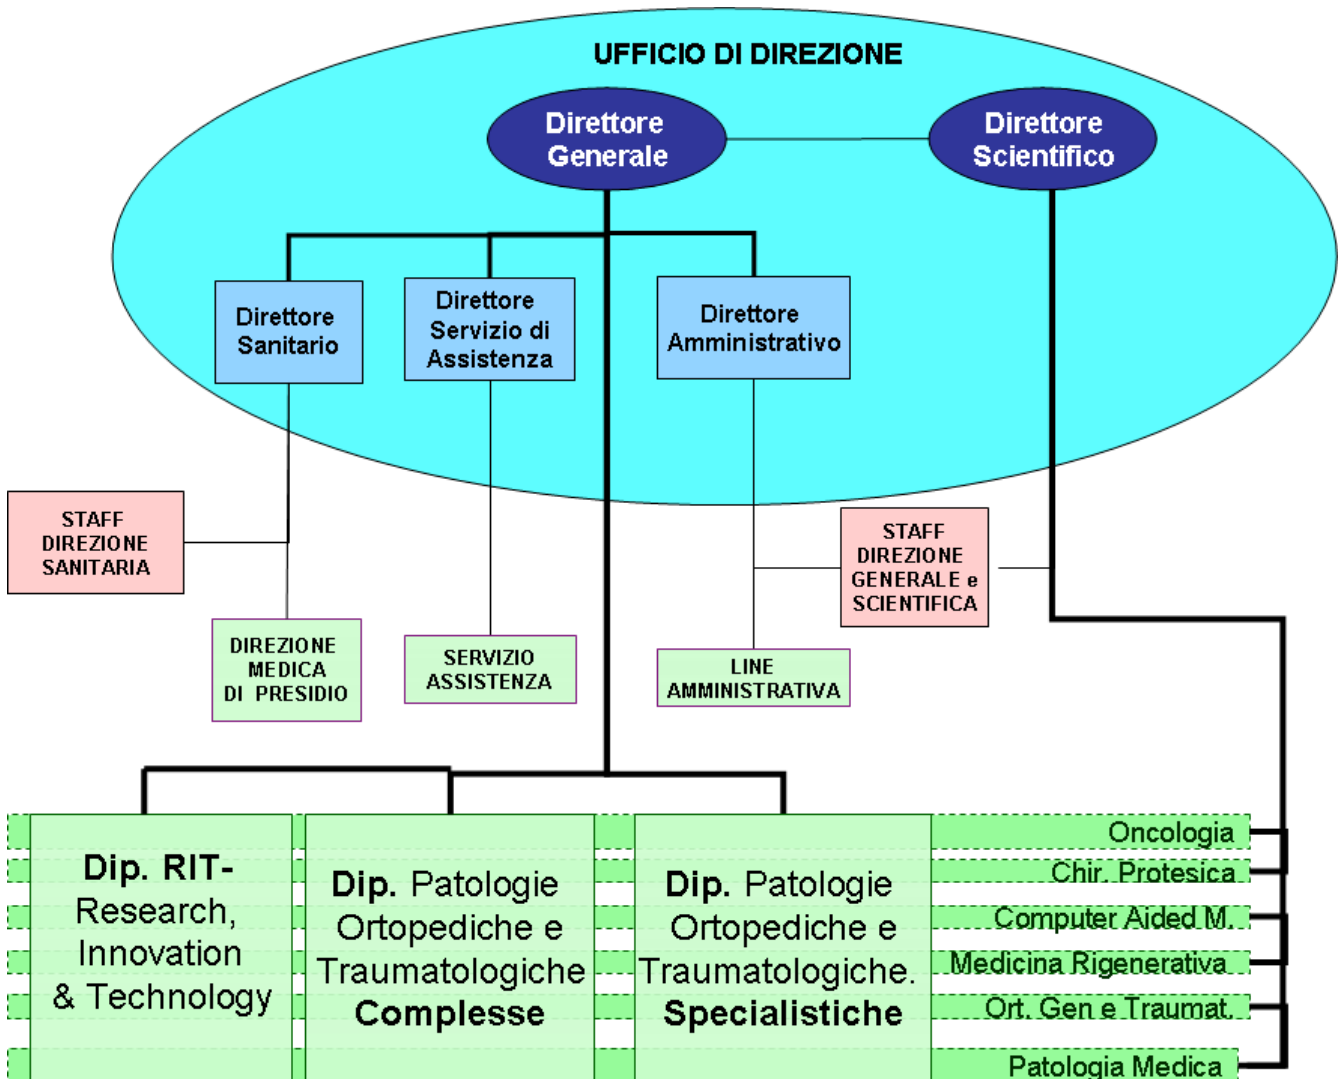 UFFICIO DI DIREZIONE
Direttore
Generale
Direttore
Scientifico
Direttore
Sanitario
Direttore
Servizio di
Assistenza
Direttore
Amministrativo
STAFF
DIREZIONE
SANITARIA
STAFF
DIREZIONE
GENERALE e
SCIENTIFICA
DIREZIONE
MEDICA
DI PRESIDIO
SERVIZIO
ASSISTENZA
LINE
AMMINISTRATIVA
Dip. RIT-
Research,
Innovation
& Technology
Dip. Patologie
Ortopediche e
Traumatologiche
Complesse
Dip. Patologie
Ortopediche e
Traumatologiche.
Specialistiche
Oncologia
Chir. Protesica
Computer Aided M.
Medicina Rigenerativa
Ort. Gen e Traumat.
Patologia Medica